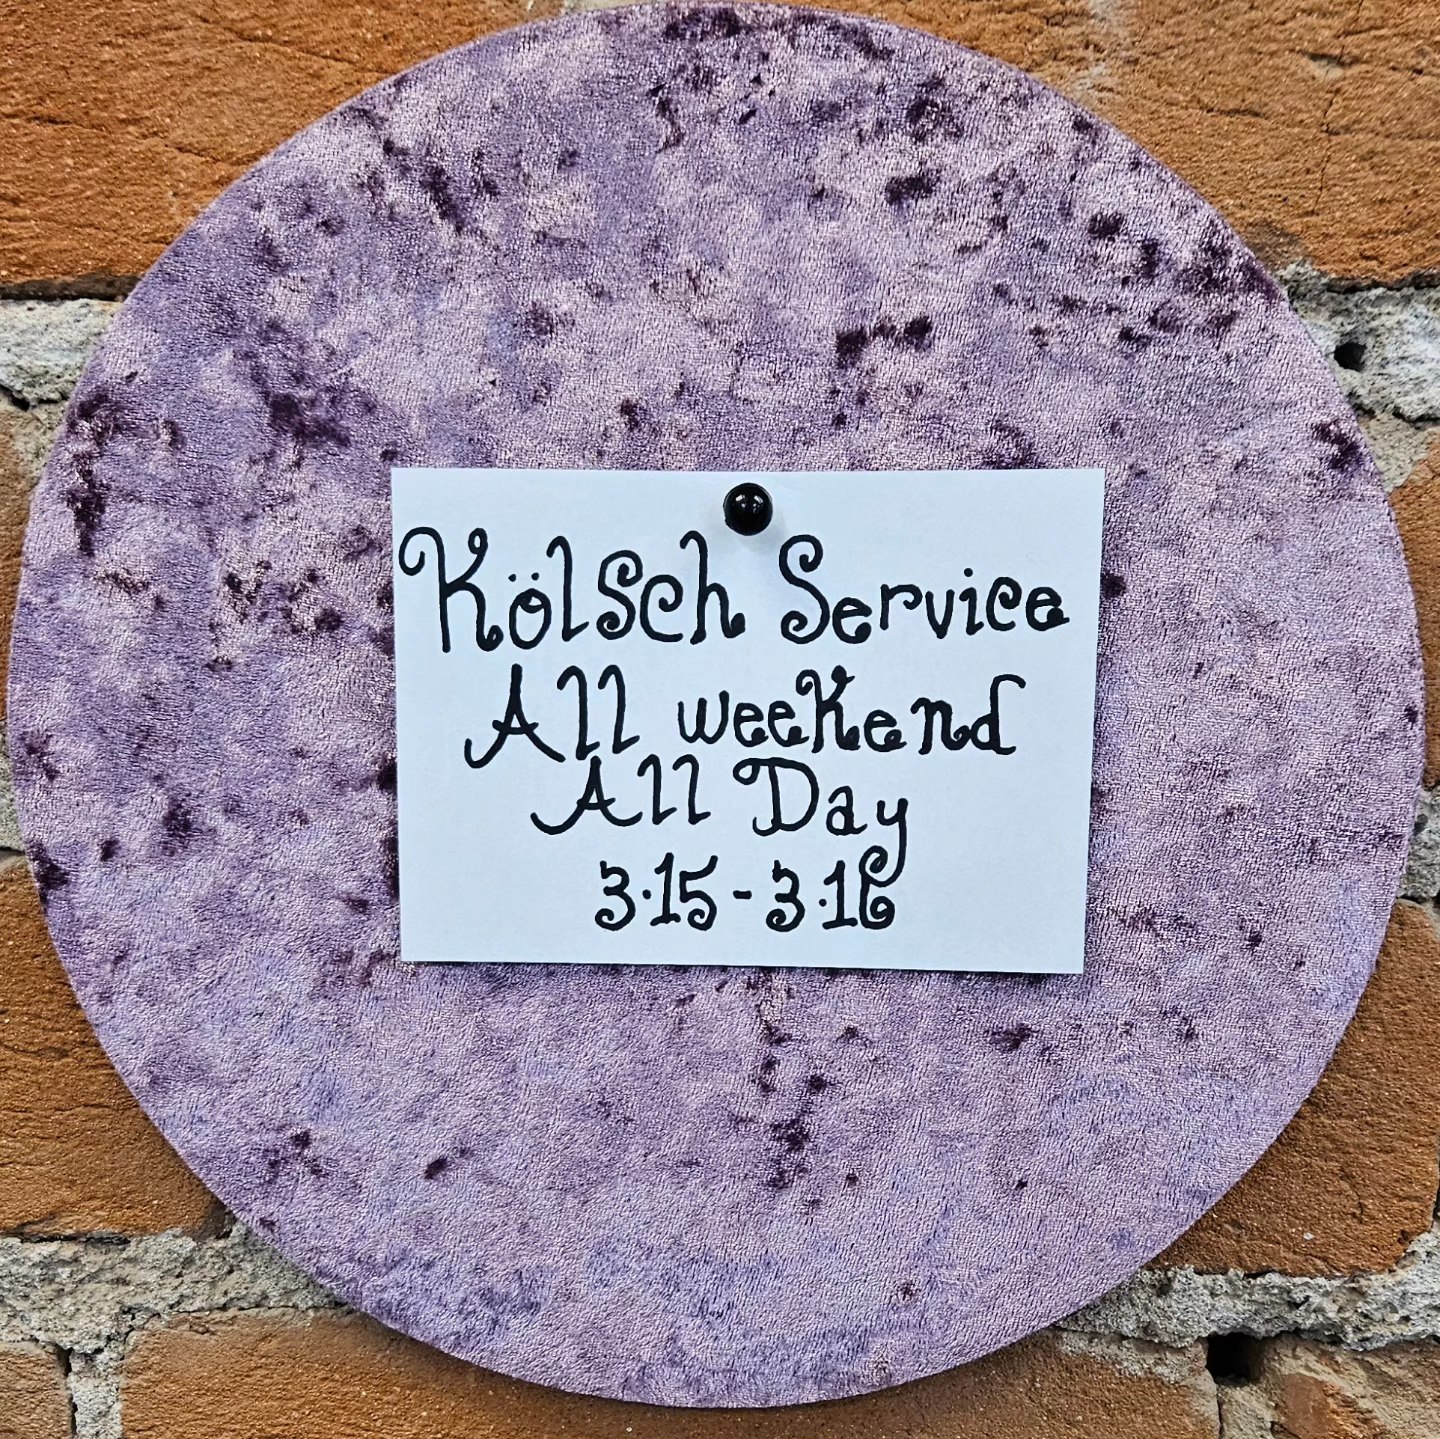 Kölsch Service
All weekend
All Day
3.15-3.16